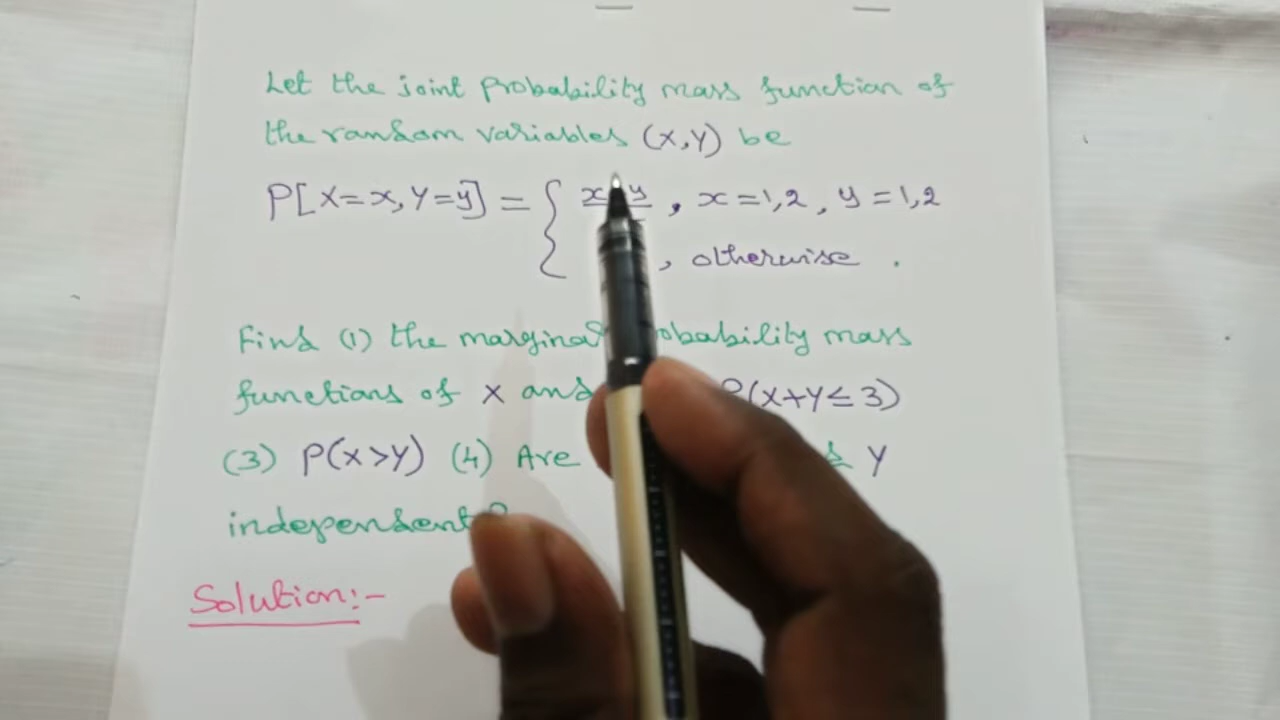 Let the joint probability mass function of
the random variables (X,Y) be
P[X=x, Y=y] = { x y , x=1,2, y=1,2
, otherwise .
Find (1) the marginal probability mass
functions of X and P(X+Y≤3)
(3) P(X>Y) (4) Are Y
independent?
Solution:-